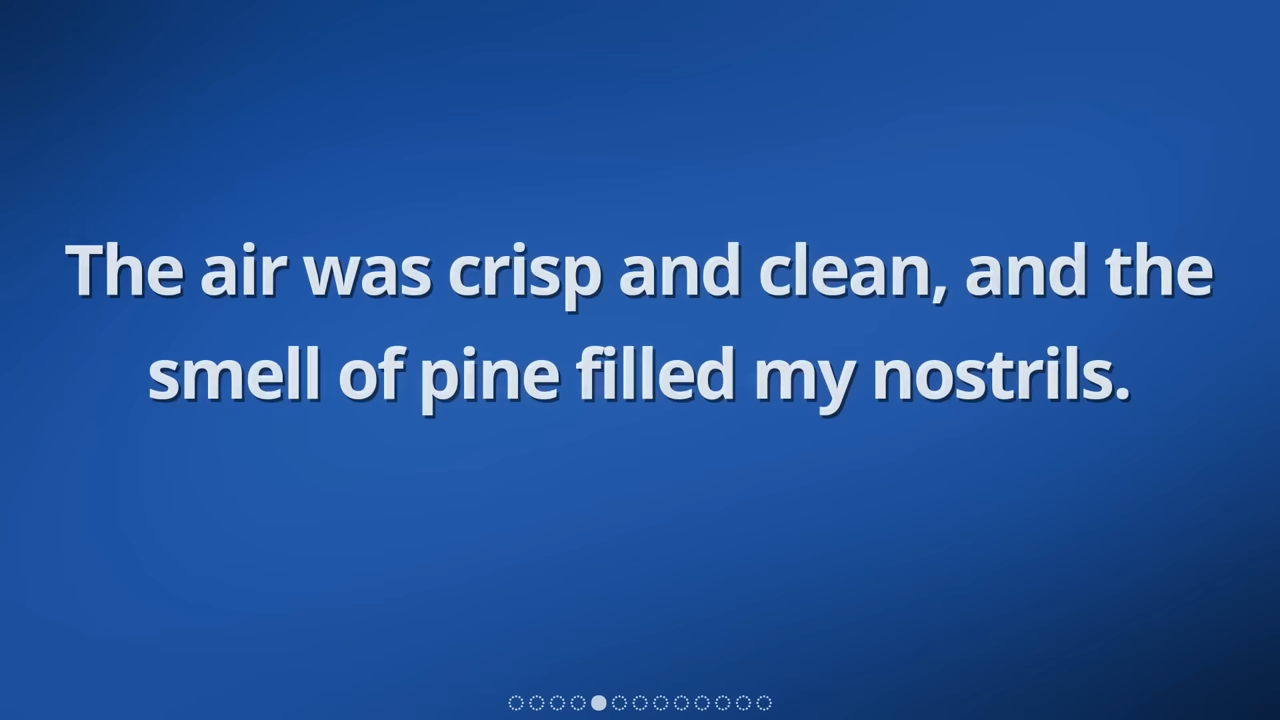 The air was crisp and clean, and the
smell of pine filled my nostrils.